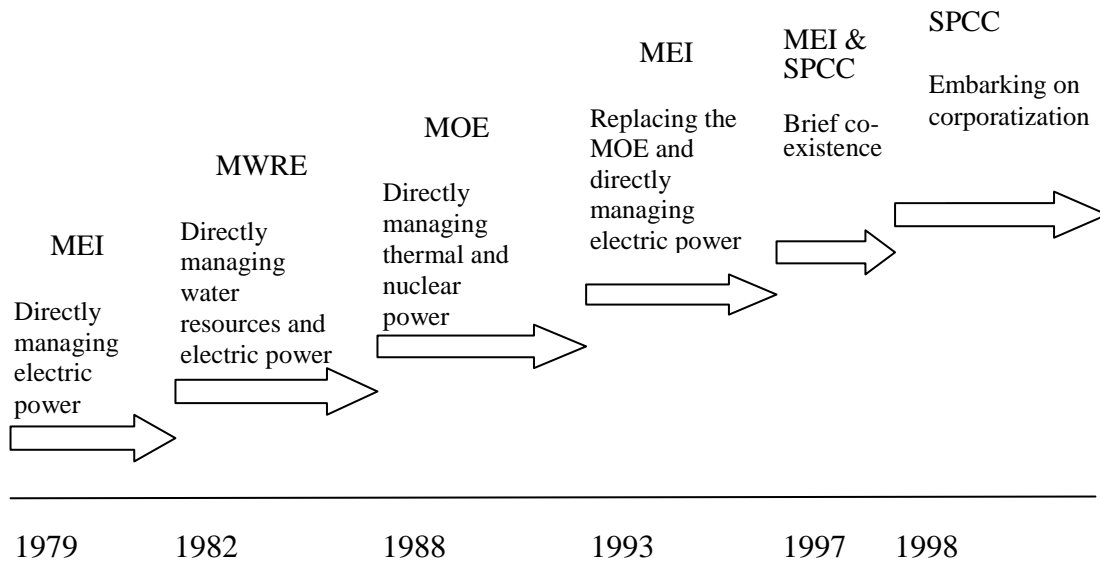 MEI
Directly
managing
electric
power
MWRE
Directly
managing
water
resources and
electric power
MOE
Directly
managing
thermal and
nuclear
power
MEI
Replacing the
MOE and
directly
managing
electric power
MEI &
SPCC
Brief co-
existence
SPCC
Embarking on
corporatization
1979
1982
1988
1993
1997
1998